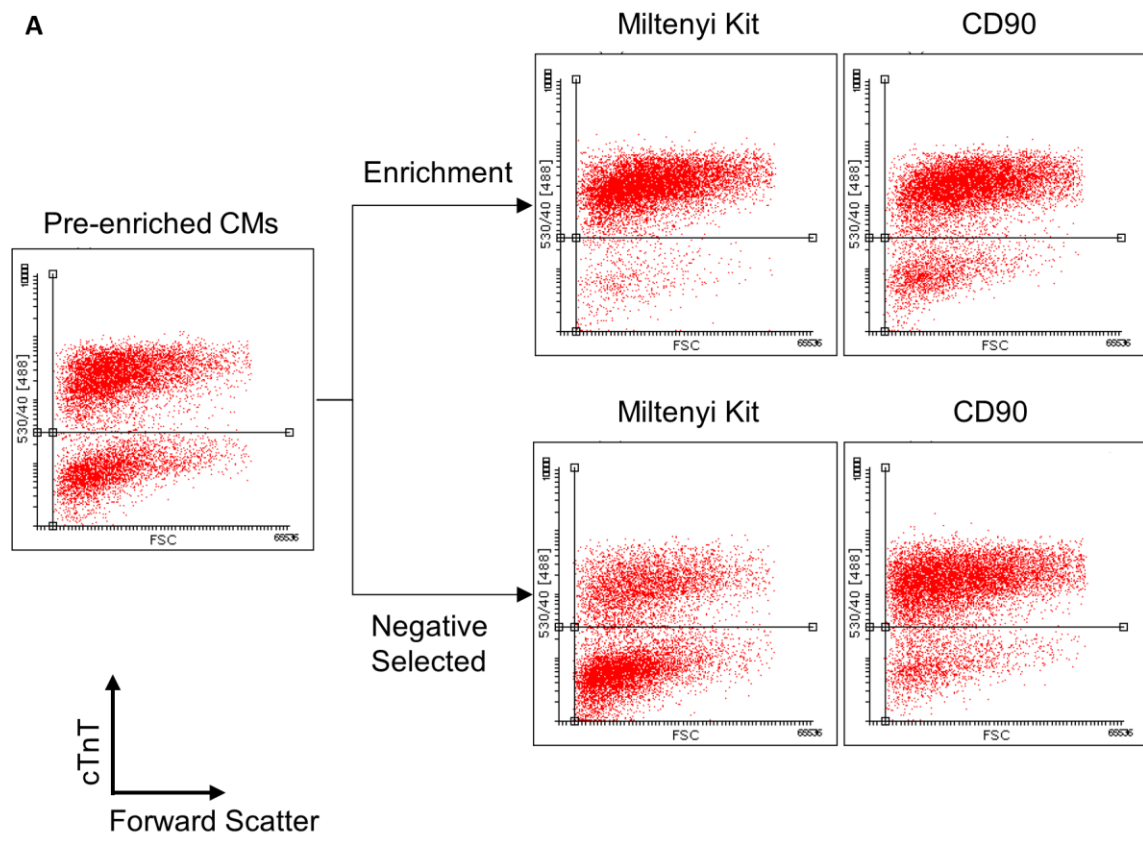 A
Miltenyi Kit
CD90
530/40 [488]
FSC
65536
530/40 [488]
FSC
65536
Enrichment
Pre-enriched CMs
530/40 [488]
FSC
65536
Miltenyi Kit
CD90
530/40 [488]
FSC
65536
530/40 [488]
FSC
65536
Negative
Selected
cTnT
Forward Scatter